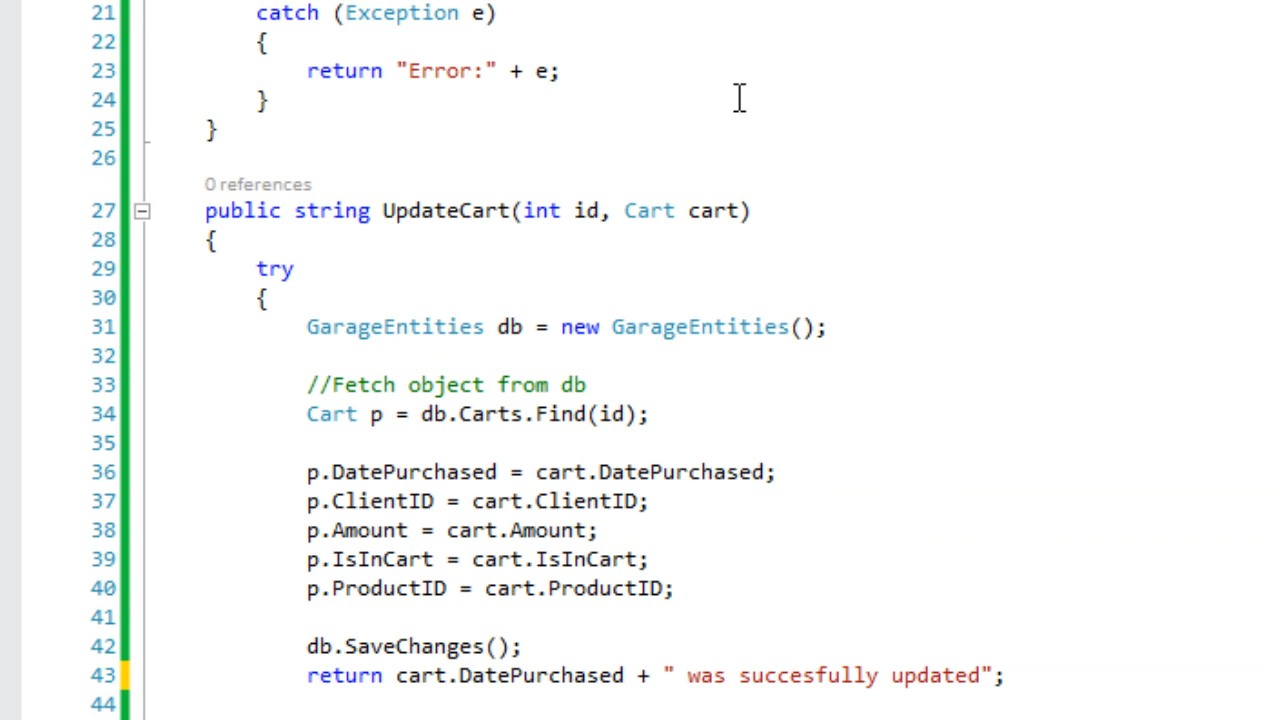 21 catch (Exception e)
22 {
23 return "Error:" + e;
24 }
25 }
26
0 references
27 public string UpdateCart(int id, Cart cart)
28 {
29 try
30 {
31 GarageEntities db = new GarageEntities();
32
33 //Fetch object from db
34 Cart p = db.Carts.Find(id);
35
36 p.DatePurchased = cart.DatePurchased;
37 p.ClientID = cart.ClientID;
38 p.Amount = cart.Amount;
39 p.IsInCart = cart.IsInCart;
40 p.ProductID = cart.ProductID;
41
42 db.SaveChanges();
43 return cart.DatePurchased + " was succesfully updated";
44